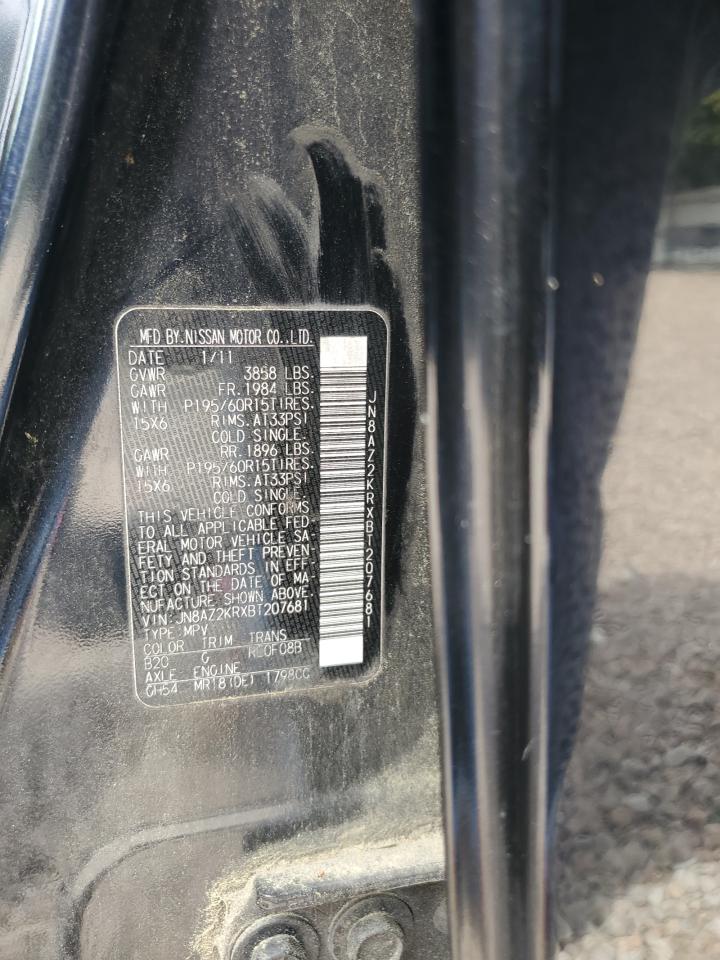 MFD BY.NISSAN MOTOR CO.,LTD.
DATE 1/11
GVWR 3858 LBS.
GAWR FR.1984 LBS.
WITH P195/60R15TIRES.
15X6 RIMS.AT33PSI
COLD SINGLE.
GAWR RR.1896 LBS.
WITH P195/60R15TIRES.
15X6 RIMS.AT33PSI
COLD SINGLE.
THIS VEHICLE CONFORMS
TO ALL APPLICABLE FED
ERAL MOTOR VEHICLE SA
FETY AND THEFT PREVEN-
TION STANDARDS IN EFF-
ECT ON THE DATE OF MA-
NUFACTURE SHOWN ABOVE.
VIN:JN8AZ2KRXBT207681
TYPE:MPV
COLOR TRIM TRANS
B20 G RE0F08B
AXLE ENGINE
GH54 MR18(DE) 1798CC
JN8AZ2KRXBT207681